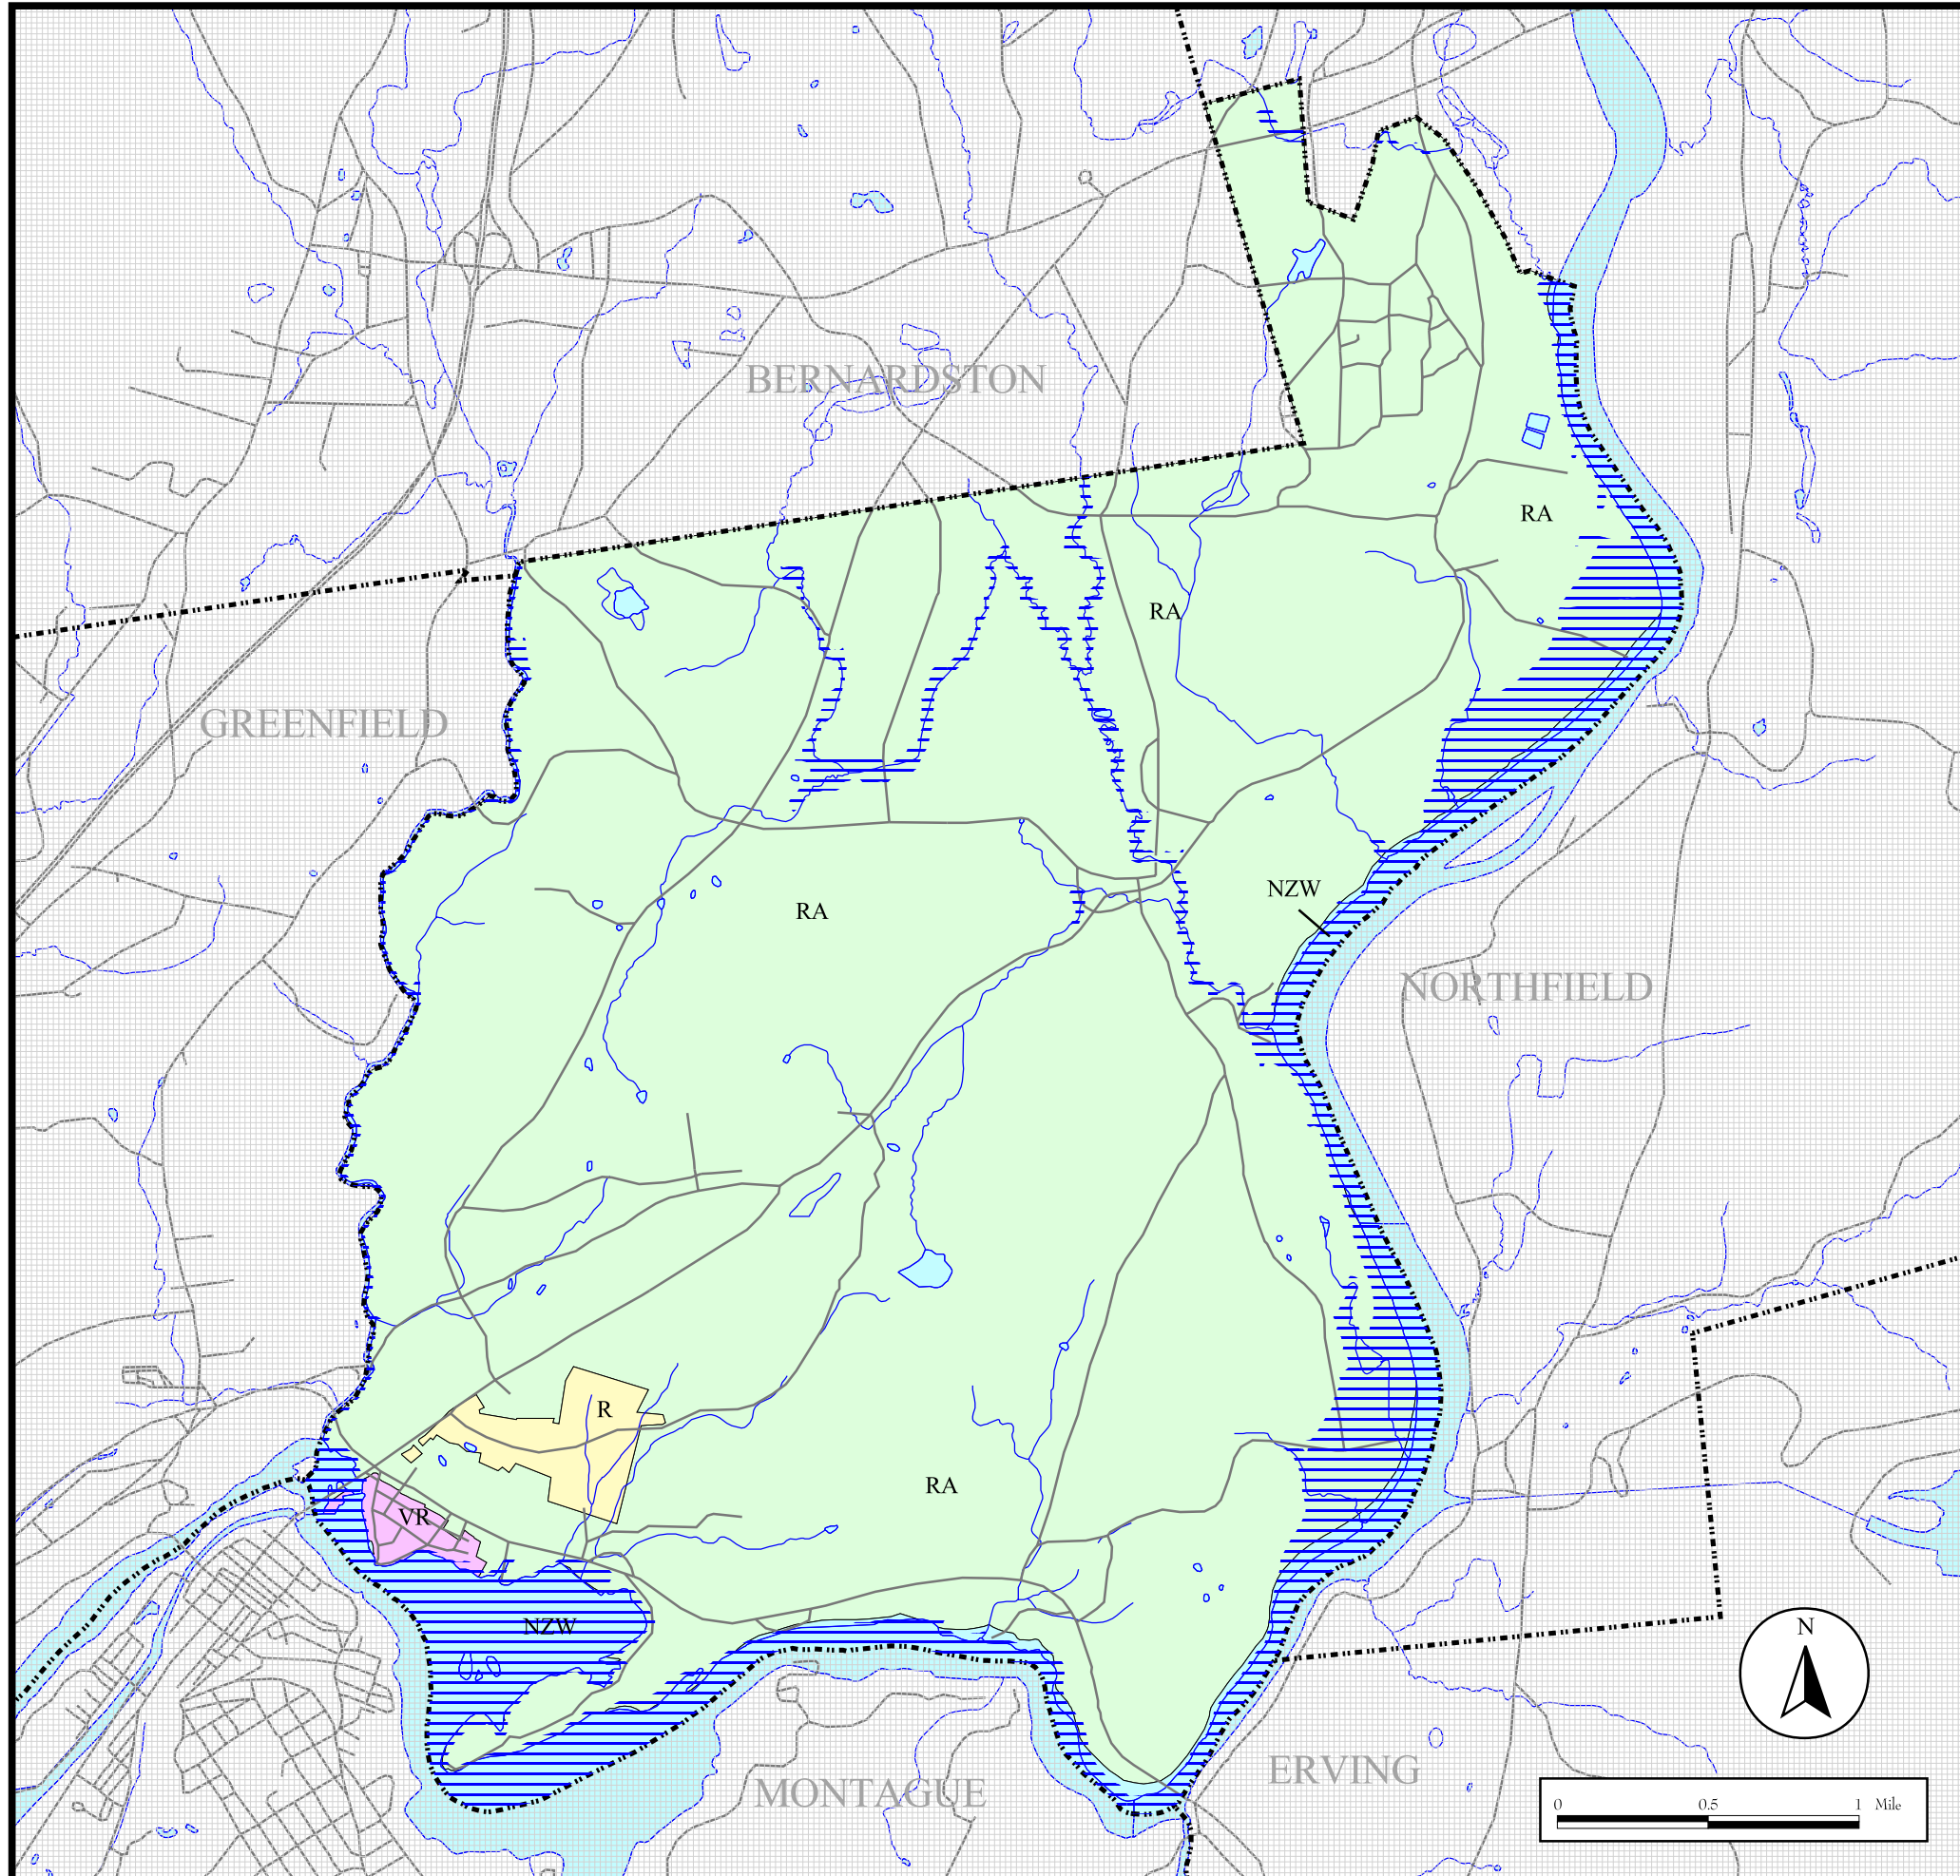 BERNARDSTON
RA
RA
GREENFIELD
NZW
RA
NORTHFIELD
R
RA
VR
NZW
N
ERVING
MONTAGUE
0 0.5 1 Mile